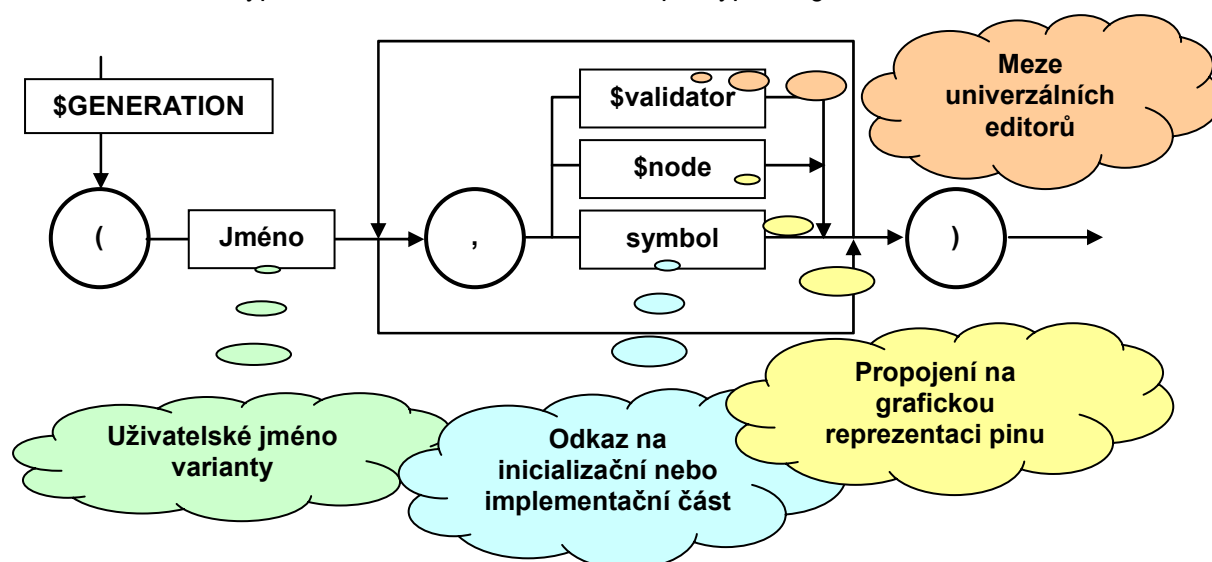 $GENERATION
(
Jméno
,
$validator
$node
symbol
)
Meze
univerzálních
editorů
Uživatelské jméno
varianty
Odkaz na
inicializační nebo
implementační část
Propojení na
grafickou
reprezentaci pinu